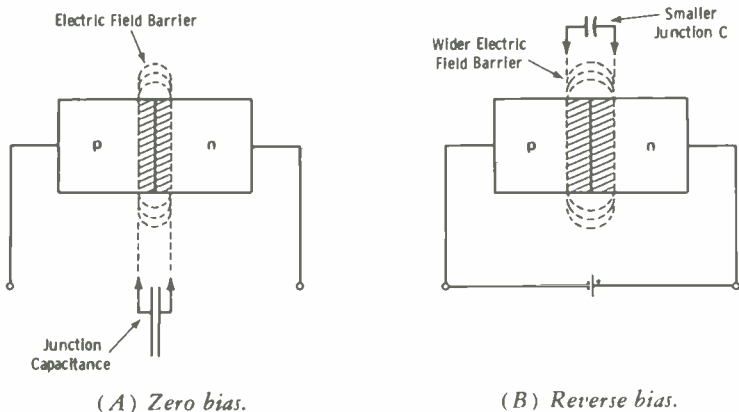 Electric Field Barrier
p
n
Junction
Capacitance
(A) Zero bias.
Smaller
Junction C
Wider Electric
Field Barrier
p
n
(B) Reverse bias.